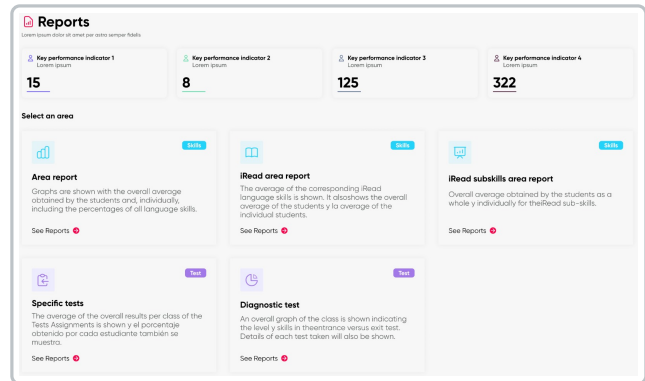 Reports
Lorem ipsum dolor sit amet per astra semper fidelis
Key performance indicator 1
Lorem ipsum
15
Key performance indicator 2
Lorem ipsum
8
Key performance indicator 3
Lorem ipsum
125
Key performance indicator 4
Lorem ipsum
322
Select an area
Skills
Area report
Graphs are shown with the overall average
obtained by the students and, individually,
including the percentages of all language skills.
See Reports
Skills
iRead area report
The average of the corresponding iRead
language skills is shown. It alsoshows the overall
average of the students y la average of the
individual students.
See Reports
Skills
iRead subskills area report
Overall average obtained by the students as a
whole y individually for theiRead sub-skills.
See Reports
Test
Specific tests
The average of the overall results per class of the
Tests Assignments is shown y el porcentaje
obtenido por cada estudiante también se
muestra.
See Reports
Test
Diagnostic test
An overall graph of the class is shown indicating
the level y skills in theentrance versus exit test.
Details of each test taken will also be shown.
See Reports